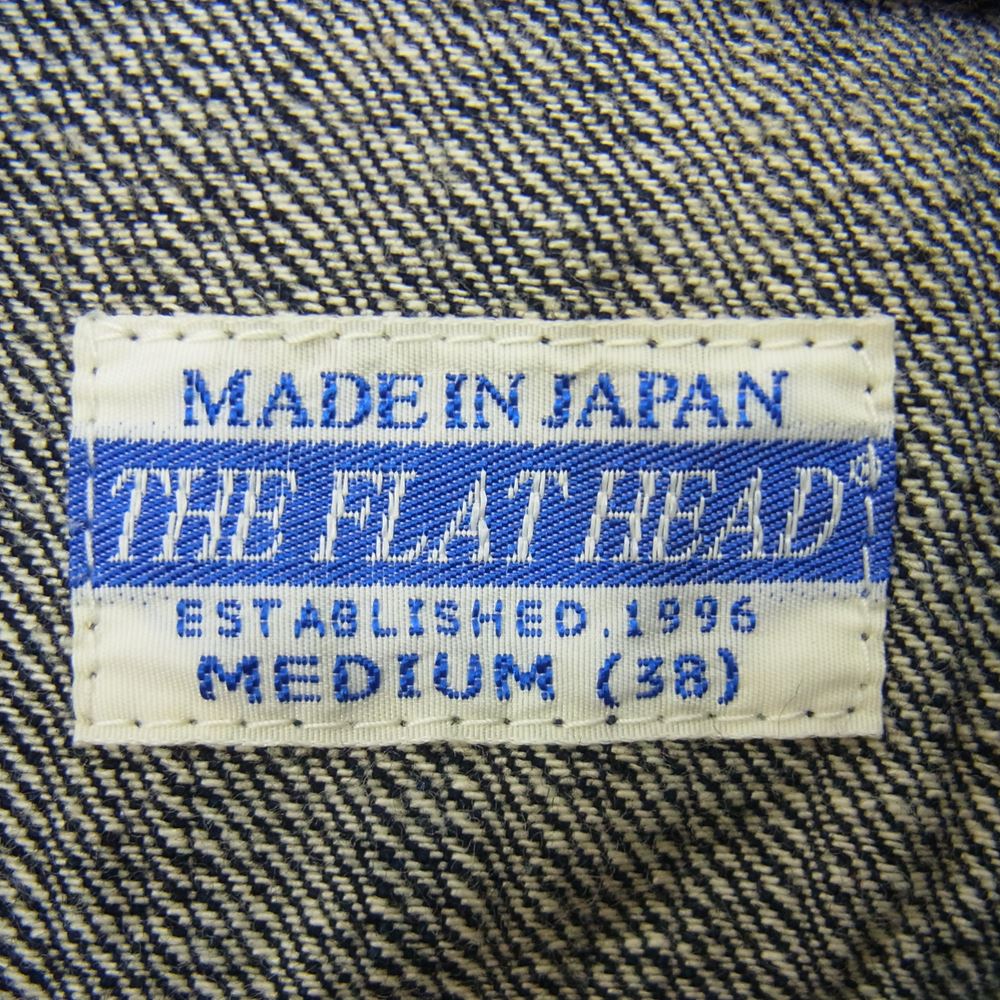 MADE IN JAPAN
THE FLAT HEAD®
ESTABLISHED.1996
MEDIUM (38)